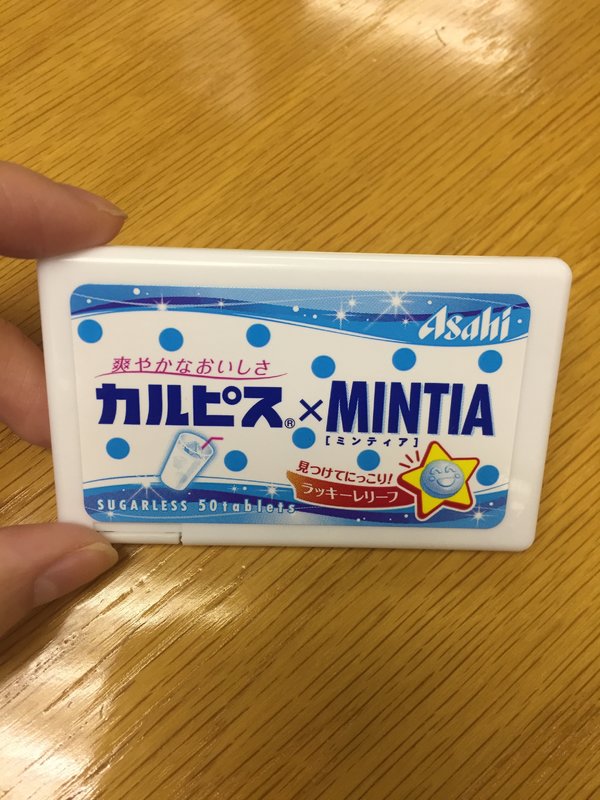 Asahi
爽やかなおいしさ
カルピス®×MINTIA
[ミンティア]
見つけてにっこり!
ラッキーレリーフ
SUGARLESS 50tablets